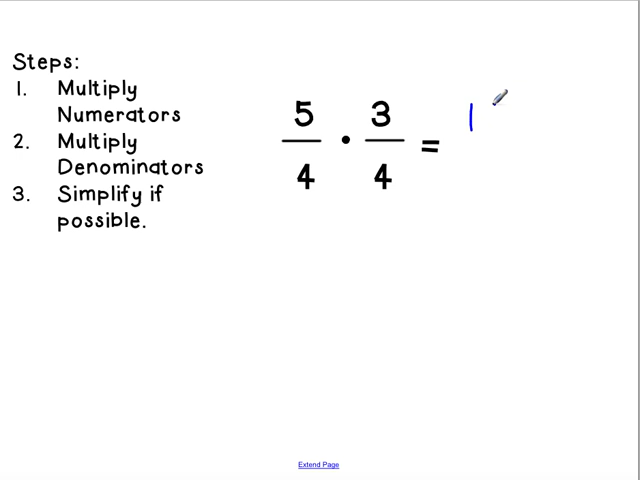 Steps:
1. Multiply
Numerators
2. Multiply
Denominators
3. Simplify if
possible.
5/4 · 3/4 = 1
Extend Page